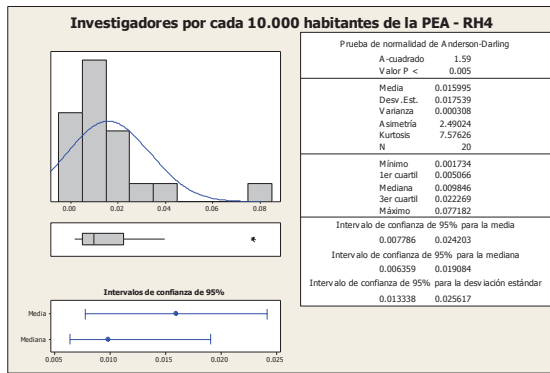 Investigadores por cada 10.000 habitantes de la PEA - RH4
0.00 0.02 0.04 0.06 0.08
Intervalos de confianza de 95%
Media
Mediana
0.005 0.010 0.015 0.020 0.025
Prueba de normalidad de Anderson-Darling
A-cuadrado 1.59
Valor P < 0.005
Media 0.015995
Desv.Est. 0.017539
Varianza 0.000308
Asimetría 2.49024
Kurtosis 7.57626
N 20
Mínimo 0.001734
1er cuartil 0.005066
Mediana 0.009846
3er cuartil 0.022269
Máximo 0.077182
Intervalo de confianza de 95% para la media
0.007786 0.024203
Intervalo de confianza de 95% para la mediana
0.006359 0.019084
Intervalo de confianza de 95% para la desviación estándar
0.013338 0.025617